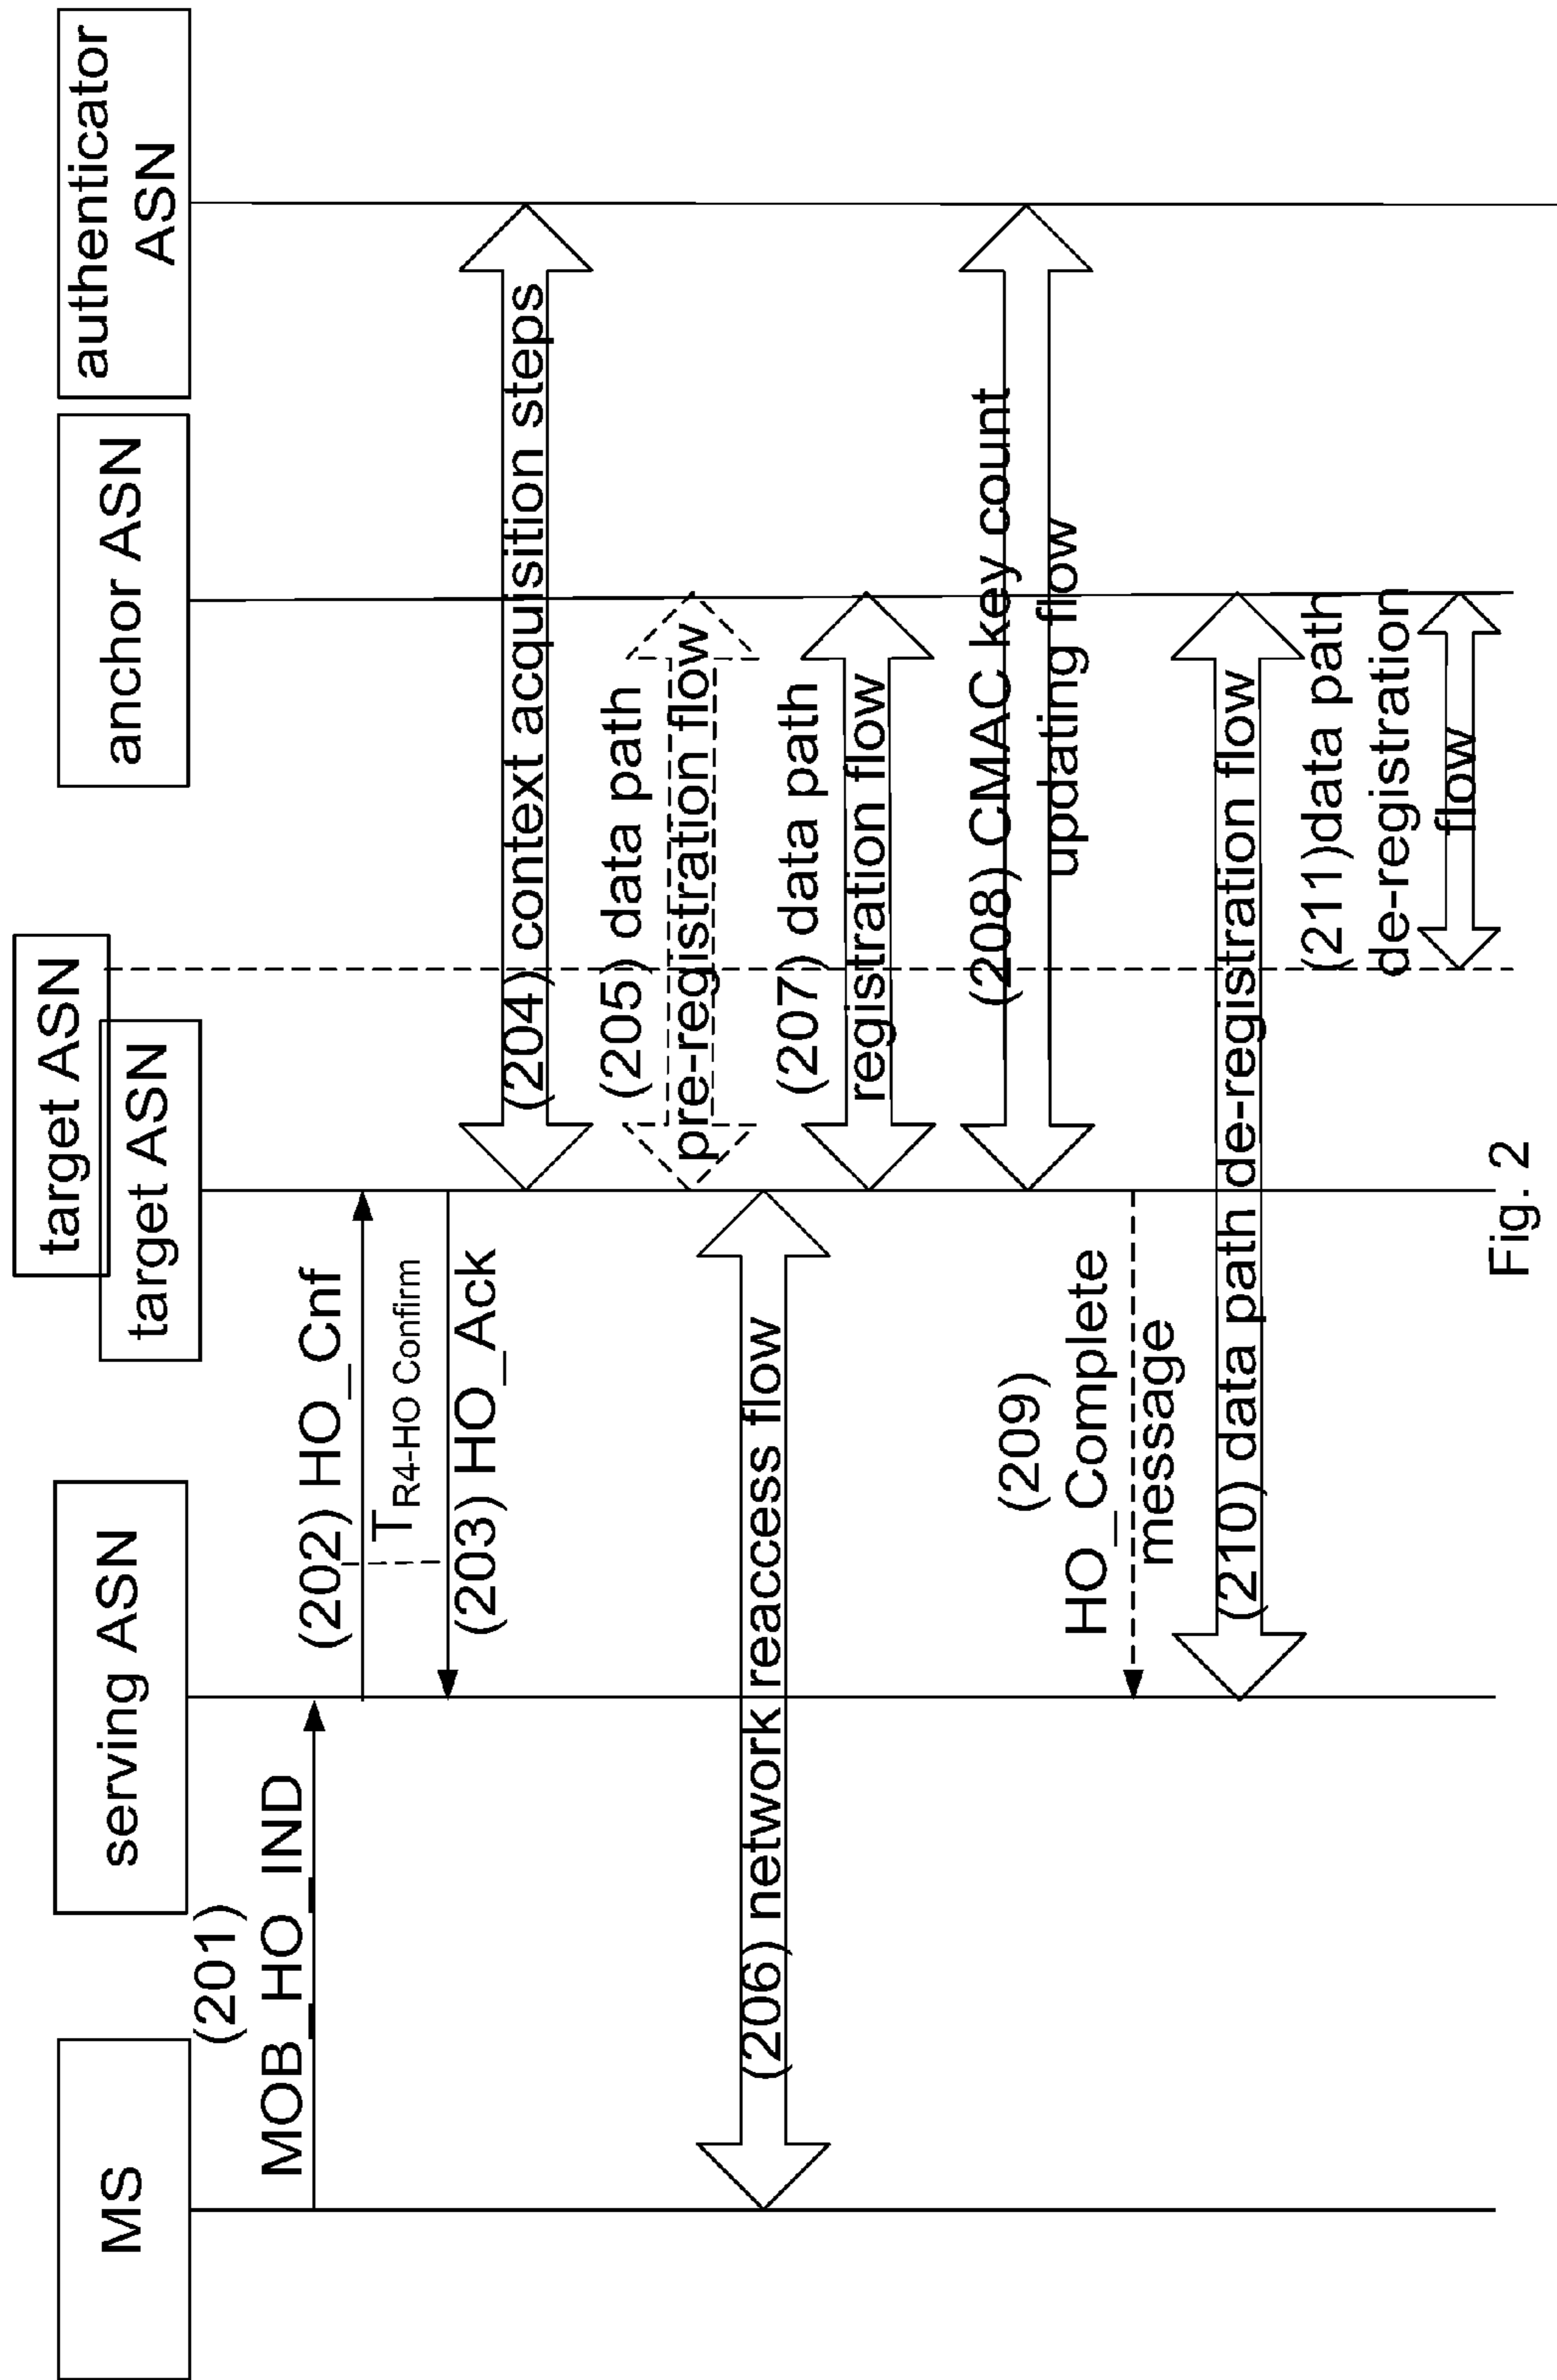 MS
serving ASN
target ASN
target ASN
anchor ASN
authenticator
ASN
(201)
MOB_HO_IND
(202) HO_Cnf
T R4-HO Confirm
(203) HO_Ack
(204) context acquisition steps
(205) data path
pre-registration flow
(206) network reaccess flow
(207) data path
registration flow
(208) CMAC key count
updating flow
(209)
HO_Complete
message
(210) data path de-registration flow
(211)data path
de-registration
flow
Fig. 2